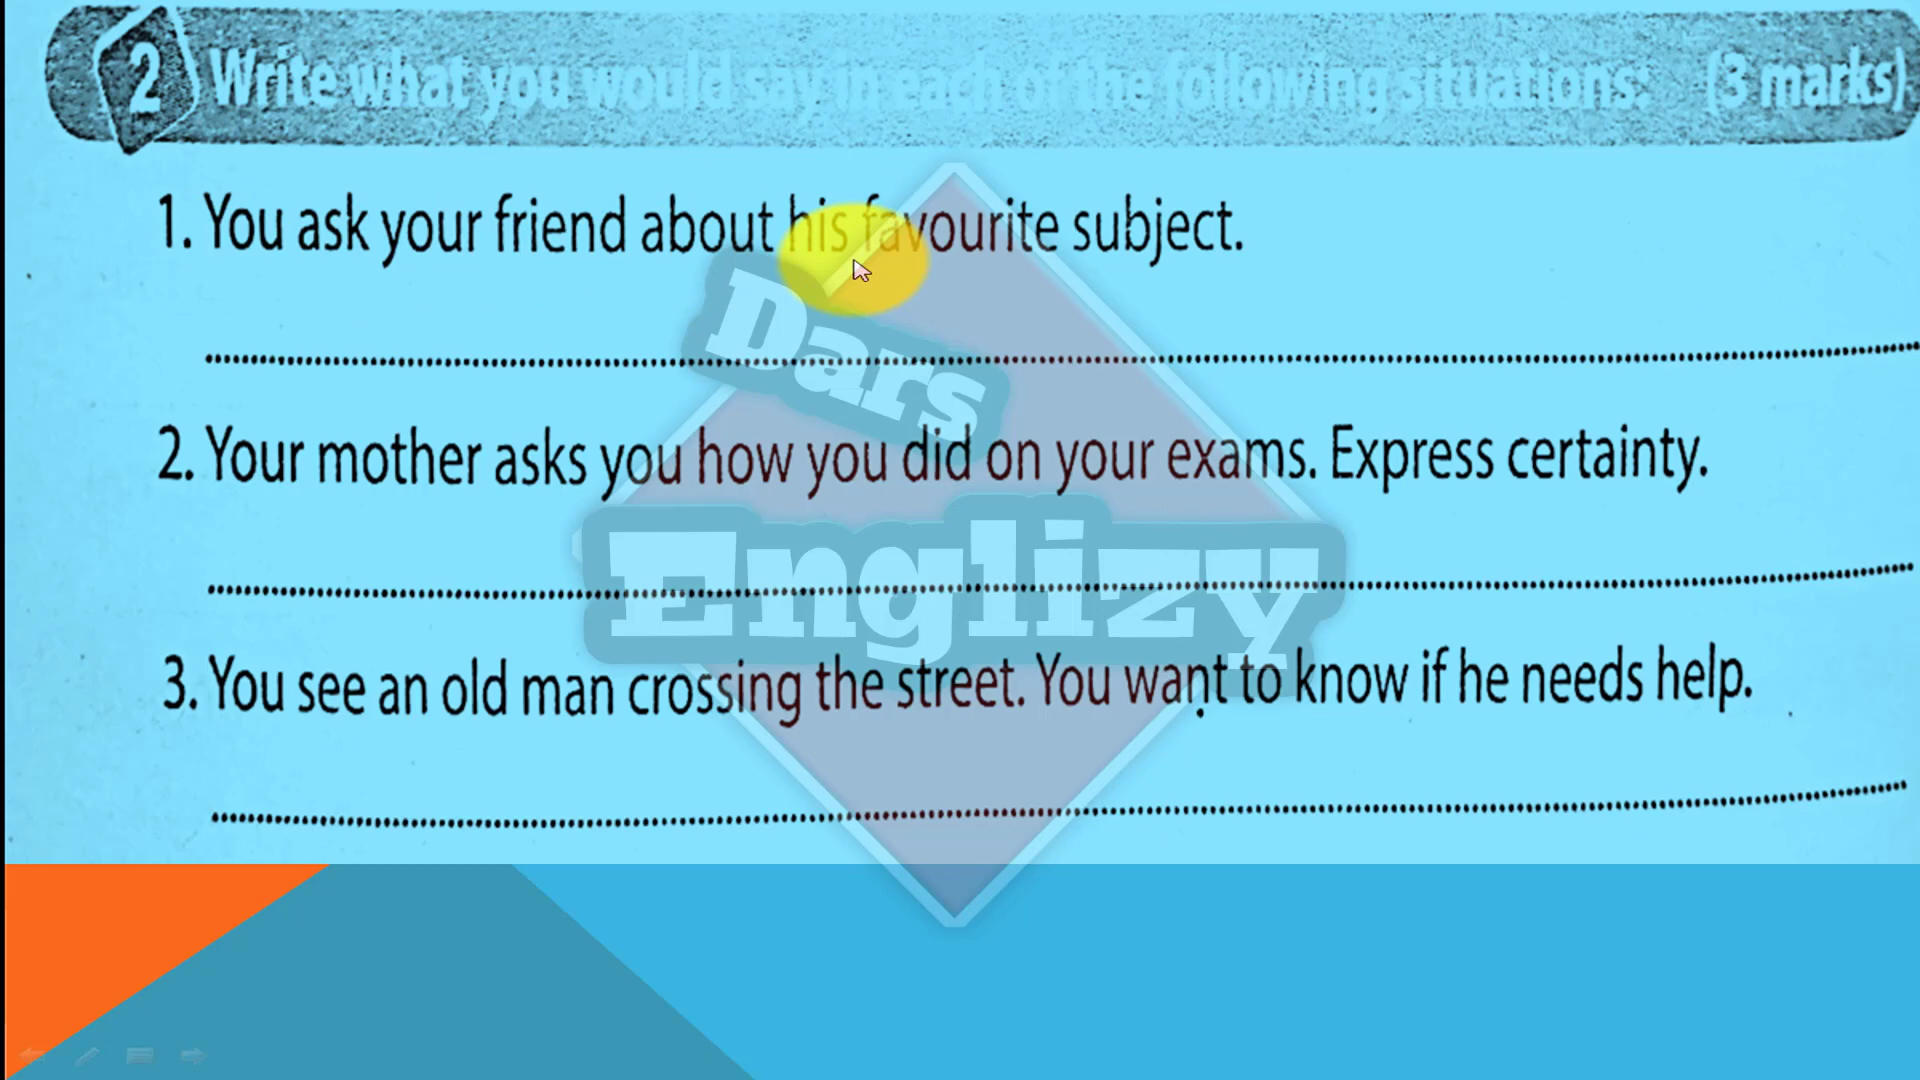 2 Write what you would say in each of the following situations: (3 marks)
1. You ask your friend about his favourite subject.
Dars
2. Your mother asks you how you did on your exams. Express certainty.
Englizy
3. You see an old man crossing the street. You want to know if he needs help.